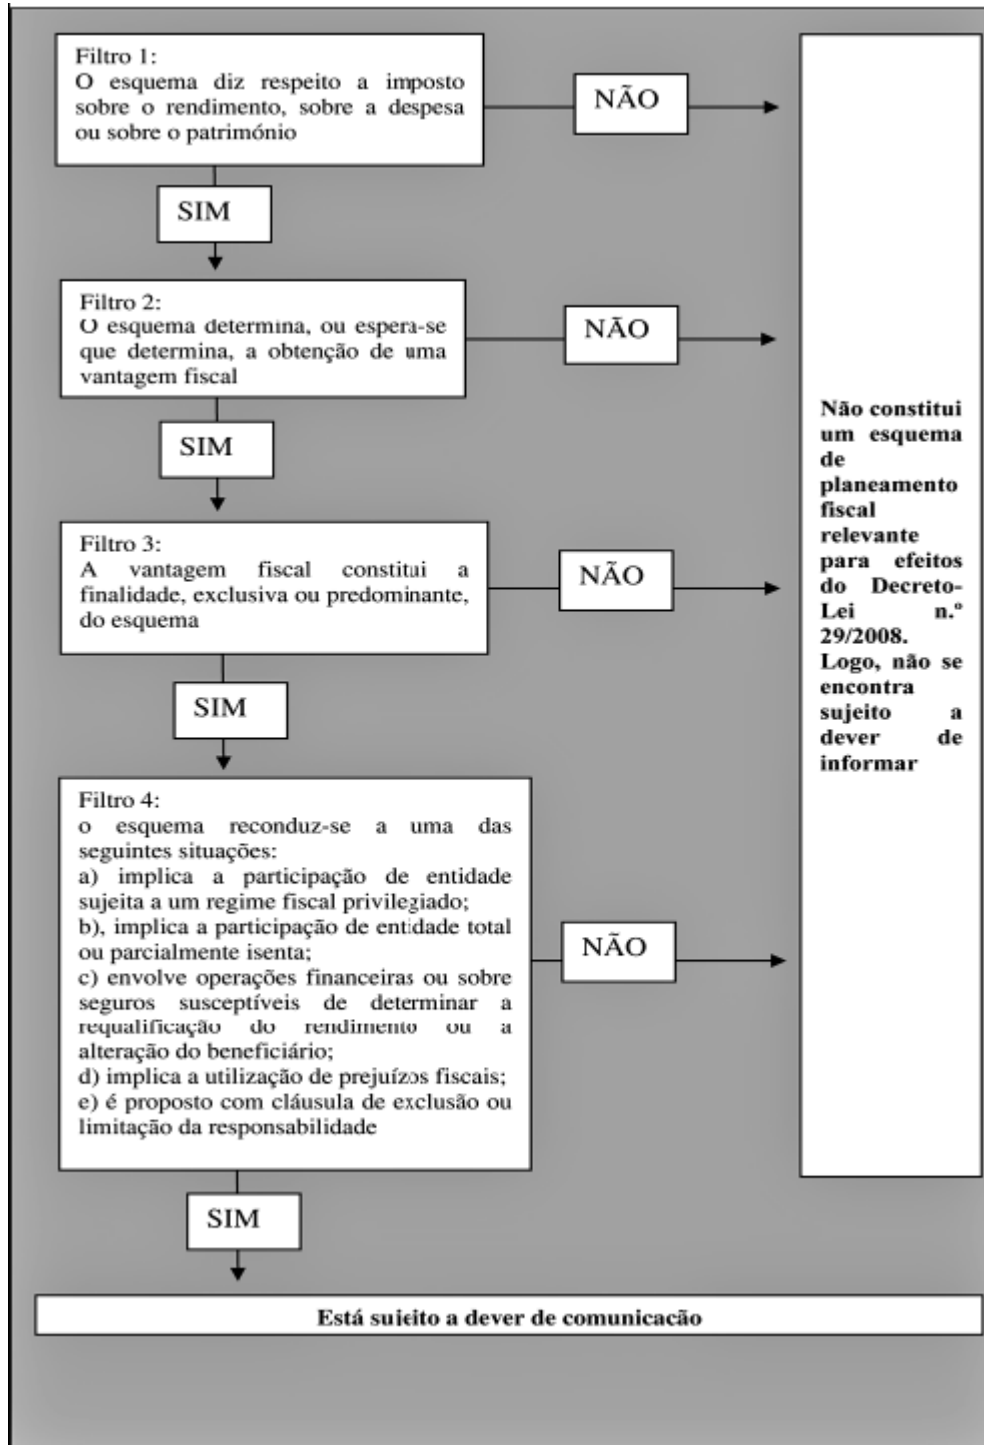 Filtro 1:
O esquema diz respeito a imposto
sobre o rendimento, sobre a despesa
ou sobre o património
NÃO
SIM
Filtro 2:
O esquema determina, ou espera-se
que determina, a obtenção de uma
vantagem fiscal
NÃO
SIM
Filtro 3:
A vantagem fiscal constitui a
finalidade, exclusiva ou predominante,
do esquema
NÃO
SIM
Filtro 4:
o esquema reconduz-se a uma das
seguintes situações:
a) implica a participação de entidade
sujeita a um regime fiscal privilegiado;
b), implica a participação de entidade total
ou parcialmente isenta;
c) envolve operações financeiras ou sobre
seguros susceptíveis de determinar a
requalificação do rendimento ou a
alteração do beneficiário;
d) implica a utilização de prejuízos fiscais;
e) é proposto com cláusula de exclusão ou
limitação da responsabilidade
NÃO
SIM
Não constitui
um esquema
de
planeamento
fiscal
relevante
para efeitos
do Decreto-
Lei n.º
29/2008.
Logo, não se
encontra
sujeito a
dever de
informar
Está sujeito a dever de comunicação